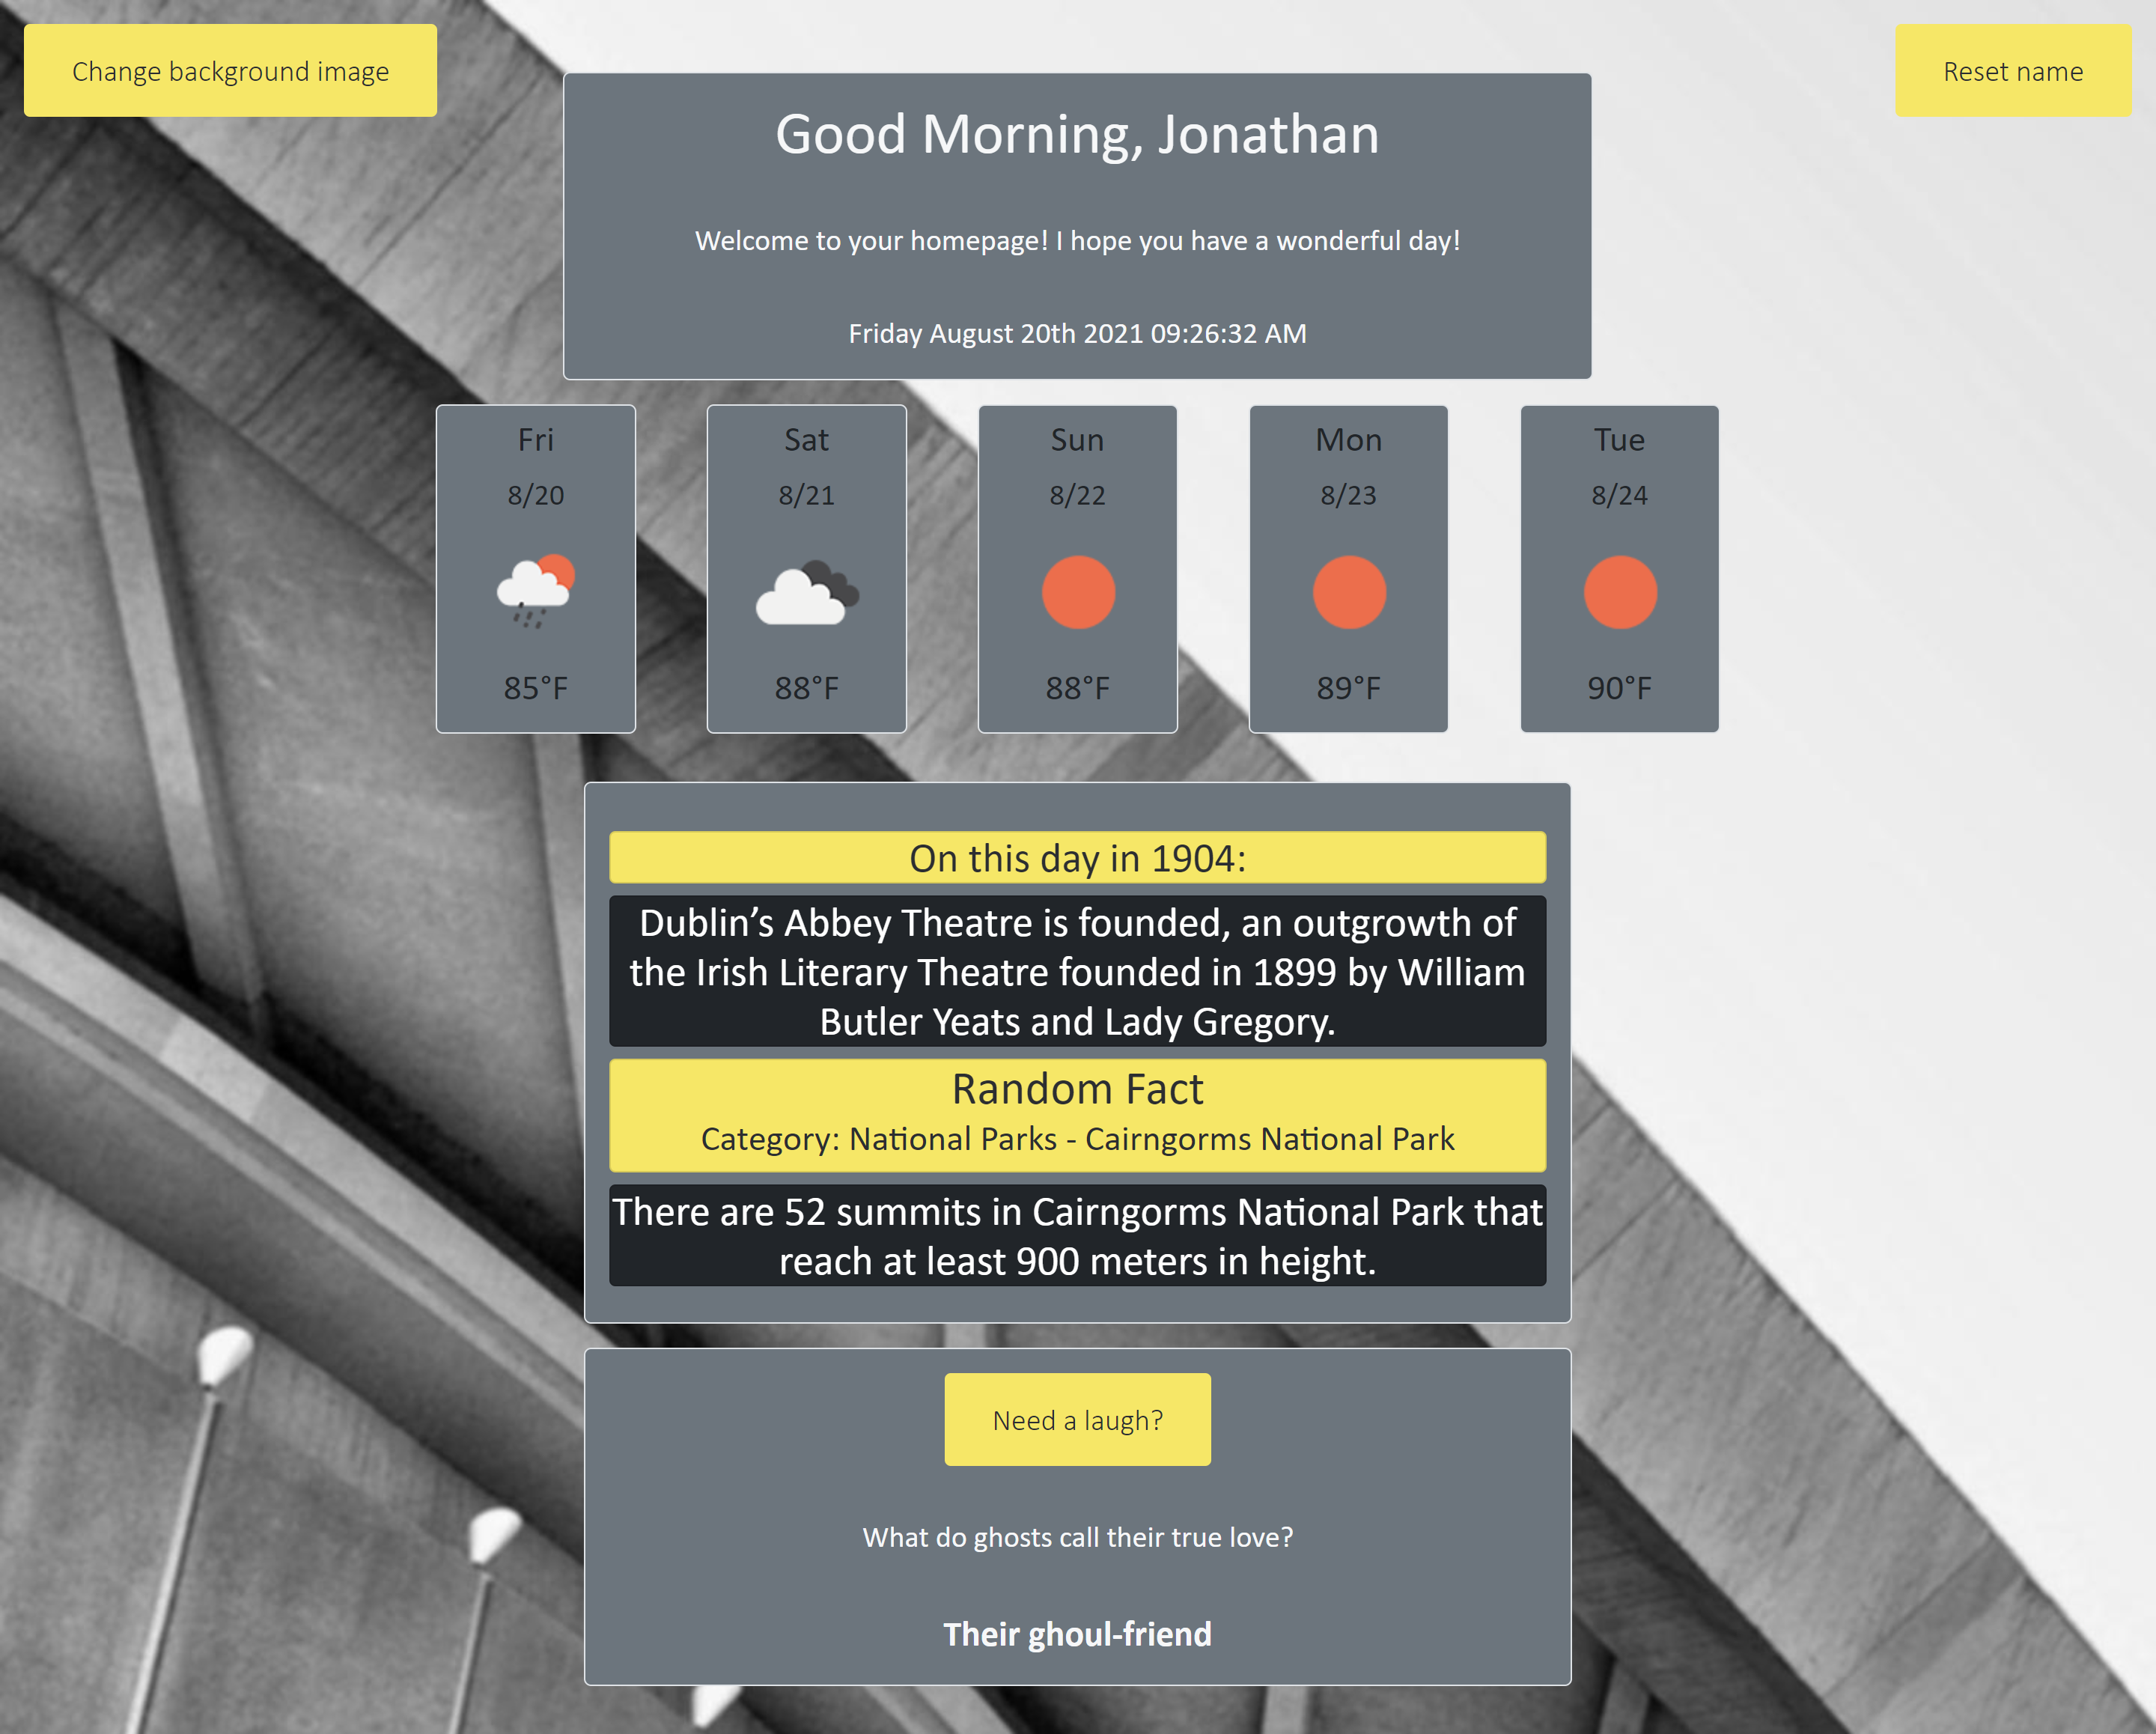 Change background image
Reset name
Good Morning, Jonathan
Welcome to your homepage! I hope you have a wonderful day!
Friday August 20th 2021 09:26:32 AM
Fri
8/20
85°F
Sat
8/21
88°F
Sun
8/22
88°F
Mon
8/23
89°F
Tue
8/24
90°F
On this day in 1904:
Dublin’s Abbey Theatre is founded, an outgrowth of
the Irish Literary Theatre founded in 1899 by William
Butler Yeats and Lady Gregory.
Random Fact
Category: National Parks - Cairngorms National Park
There are 52 summits in Cairngorms National Park that
reach at least 900 meters in height.
Need a laugh?
What do ghosts call their true love?
Their ghoul-friend